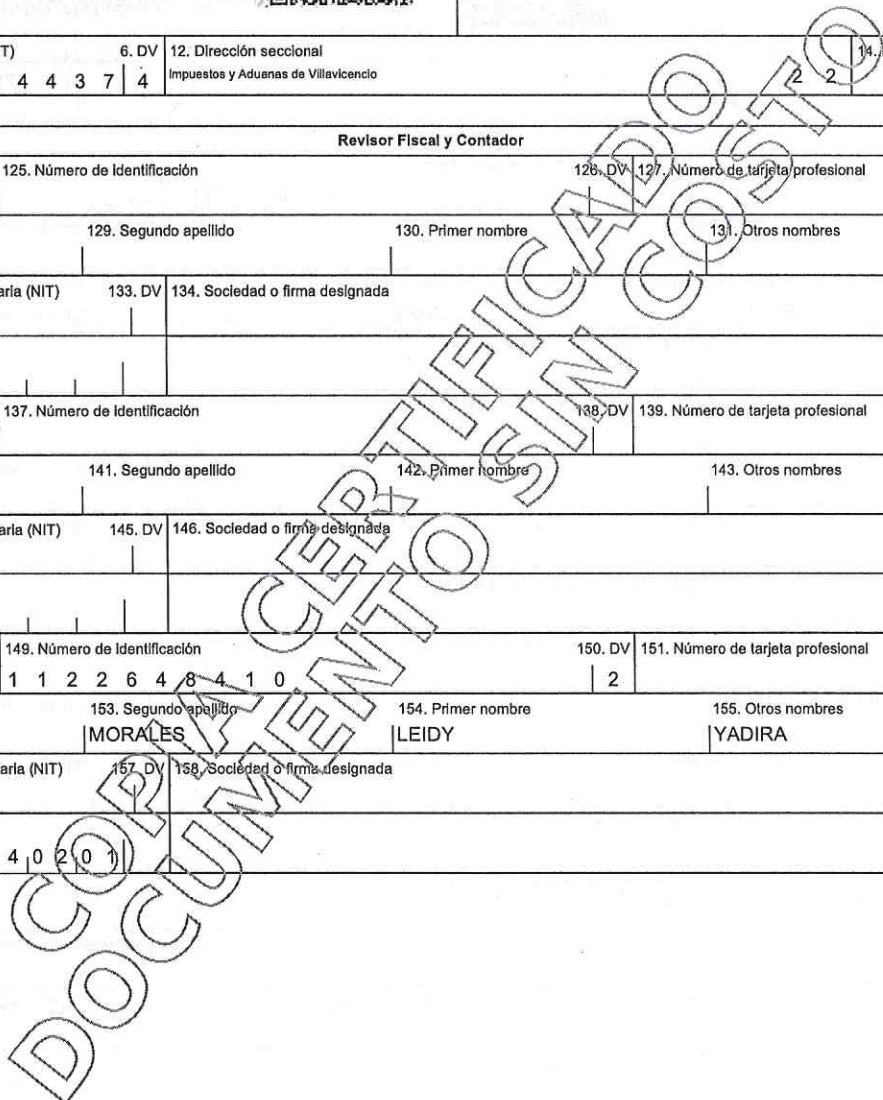 T) 6. DV 12. Dirección seccional 14.
4 4 3 7 4 Impuestos y Aduanas de Villavicencio 2 2
Revisor Fiscal y Contador
125. Número de Identificación 126. DV 127. Número de tarjeta profesional
129. Segundo apellido 130. Primer nombre 131. Otros nombres
aria (NIT) 133. DV 134. Sociedad o firma designada
137. Número de Identificación 138. DV 139. Número de tarjeta profesional
141. Segundo apellido 142. Primer nombre 143. Otros nombres
aria (NIT) 145. DV 146. Sociedad o firma designada
149. Número de Identificación 150. DV 151. Número de tarjeta profesional
1 1 2 2 6 4 8 4 1 0 2
153. Segundo apellido 154. Primer nombre 155. Otros nombres
MORALES LEIDY YADIRA
aria (NIT) 157. DV 158. Sociedad o firma designada
4 0 2 0 1
COPIA CERTIFICADO
DOCUMENTO SIN COSTO